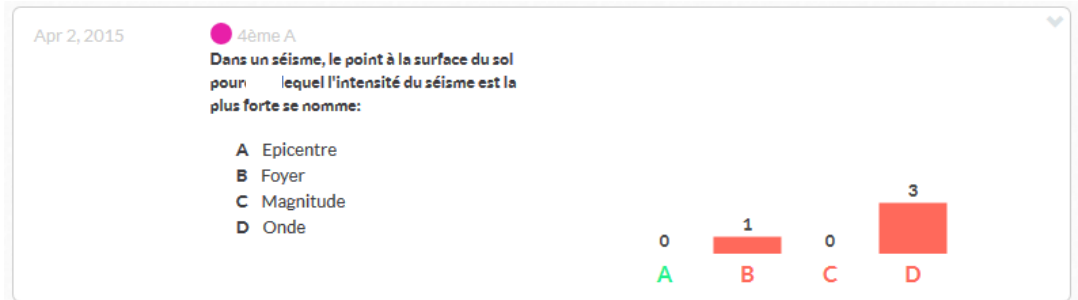 Apr 2, 2015
4ème A
Dans un séisme, le point à la surface du sol
pour lequel l'intensité du séisme est la
plus forte se nomme:
A Epicentre
B Foyer
C Magnitude
D Onde
0 1 0 3
A B C D